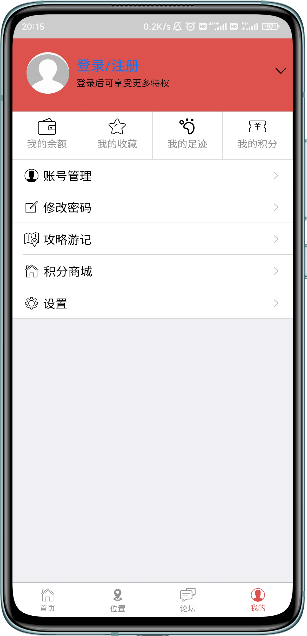 20:15
0.2K/s
登录/注册
登录后可享受更多特权
我的余额
我的收藏
我的足迹
我的积分
账号管理
修改密码
攻略游记
积分商城
设置
首页
位置
论坛
我的